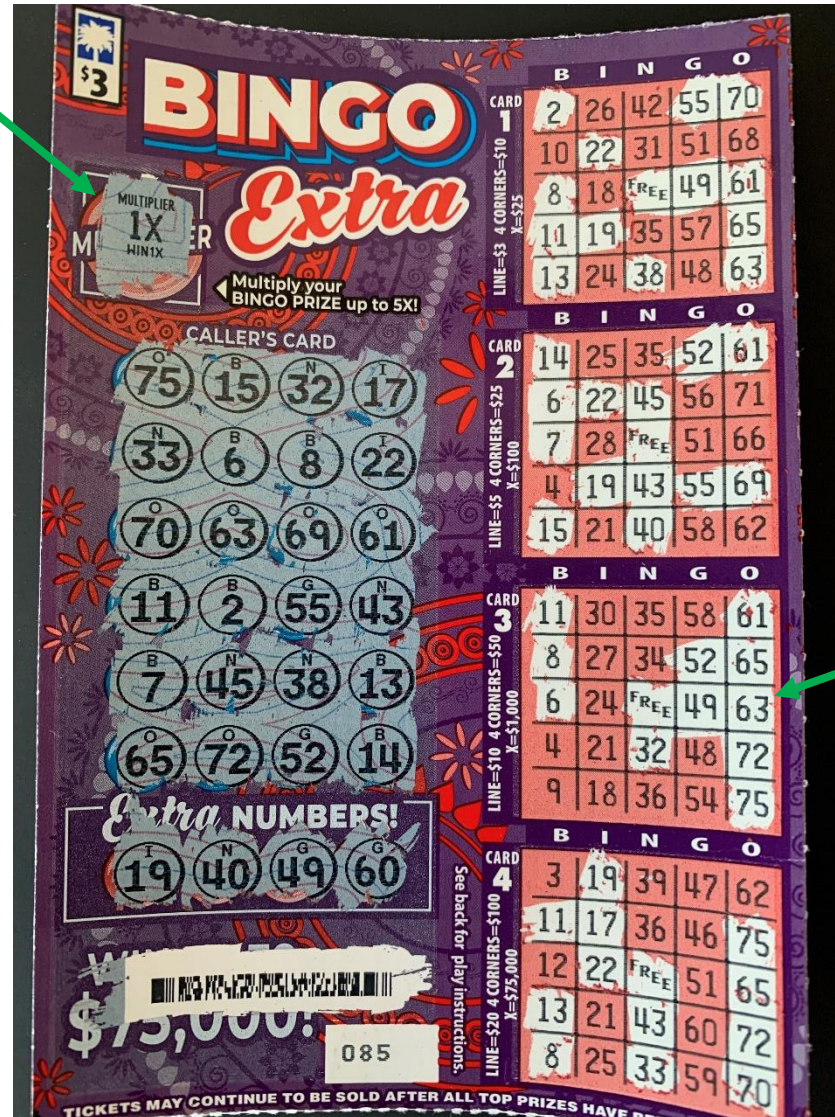 $3
BINGO
Extra
MULTIPLIER
1X
WIN1X
Multiply your
BINGO PRIZE up to 5X!
CALLER'S CARD
O B N I
75 15 32 17
N B B I
33 6 8 22
O O O O
70 63 69 61
B B G N
11 2 55 43
B N N B
7 45 38 13
O O G B
65 72 52 14
Extra NUMBERS!
I N G G
19 40 49 60
$75,000!
085
See back for play instructions.
B I N G O
CARD
1
LINE=$3 4 CORNERS=$10
X=$25
2 26 42 55 70
10 22 31 51 68
8 18 FREE 49 61
11 19 35 57 65
13 24 38 48 63
B I N G O
CARD
2
LINE=$5 4 CORNERS=$25
X=$100
14 25 35 52 61
6 22 45 56 71
7 28 FREE 51 66
4 19 43 55 69
15 21 40 58 62
B I N G O
CARD
3
LINE=$10 4 CORNERS=$50
X=$1,000
11 30 35 58 61
8 27 34 52 65
6 24 FREE 49 63
4 21 32 48 72
9 18 36 54 75
B I N G O
CARD
4
LINE=$20 4 CORNERS=$100
X=$75,000
3 19 39 47 62
11 17 36 46 75
12 22 FREE 51 65
13 21 43 60 72
8 25 33 59 70
TICKETS MAY CONTINUE TO BE SOLD AFTER ALL TOP PRIZES HAVE